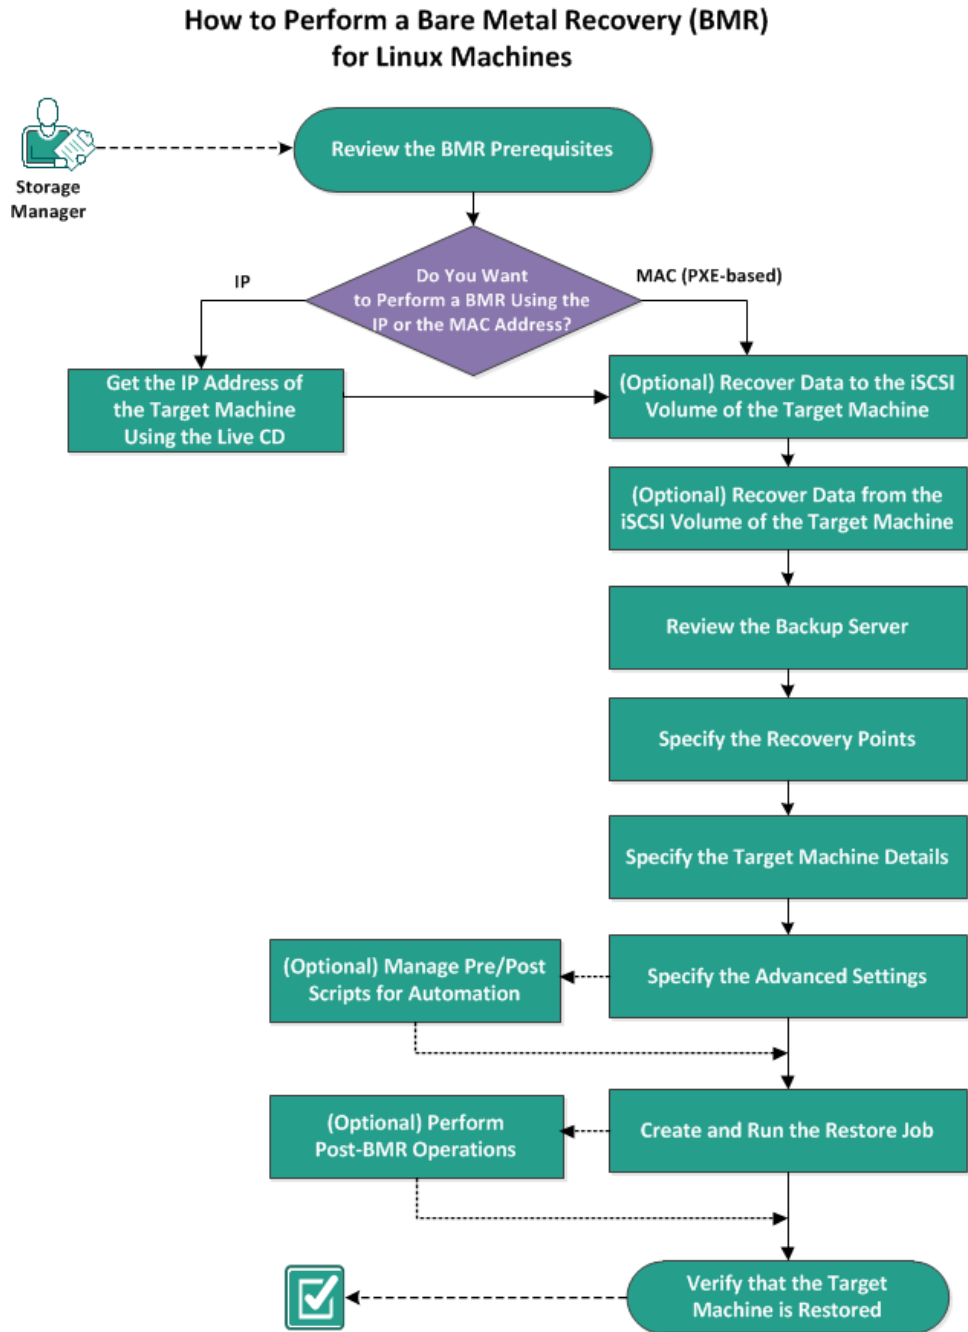 How to Perform a Bare Metal Recovery (BMR)
for Linux Machines
Storage
Manager
Review the BMR Prerequisites
Do You Want
to Perform a BMR Using the
IP or the MAC Address?
IP
MAC (PXE-based)
Get the IP Address of
the Target Machine
Using the Live CD
(Optional) Recover Data to the iSCSI
Volume of the Target Machine
(Optional) Recover Data from the
iSCSI Volume of the Target Machine
Review the Backup Server
Specify the Recovery Points
Specify the Target Machine Details
Specify the Advanced Settings
(Optional) Manage Pre/Post
Scripts for Automation
Create and Run the Restore Job
(Optional) Perform
Post-BMR Operations
Verify that the Target
Machine is Restored